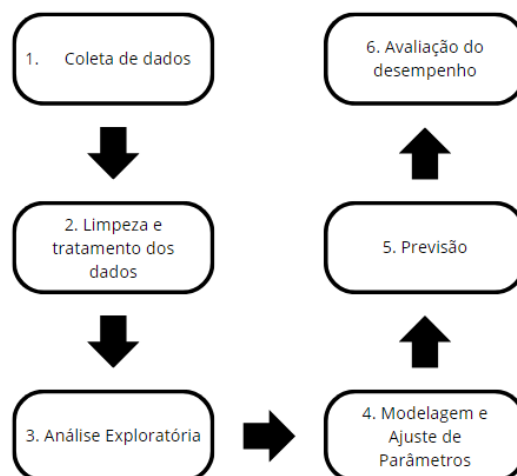 1. Coleta de dados
2. Limpeza e
tratamento dos
dados
3. Análise Exploratória
4. Modelagem e
Ajuste de
Parâmetros
5. Previsão
6. Avaliação do
desempenho